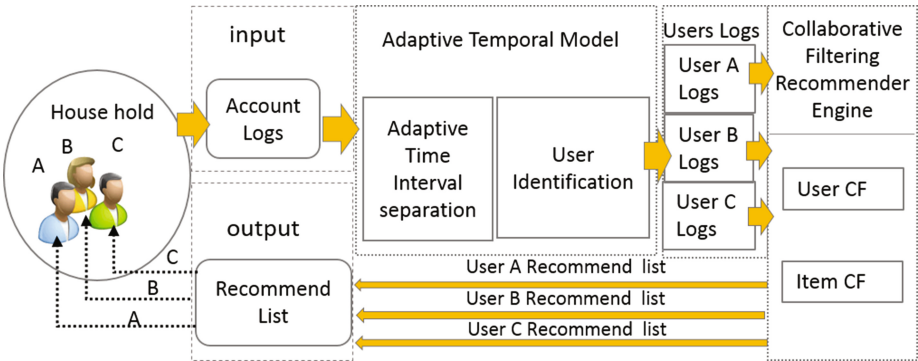 House hold
A
B
C
input
Account
Logs
Adaptive Temporal Model
Adaptive
Time
Interval
separation
User
Identification
Users Logs
User A
Logs
User B
Logs
User C
Logs
Collaborative
Filtering
Recommender
Engine
User CF
Item CF
User A Recommend list
User B Recommend list
User C Recommend list
output
Recommend
List
C
B
A